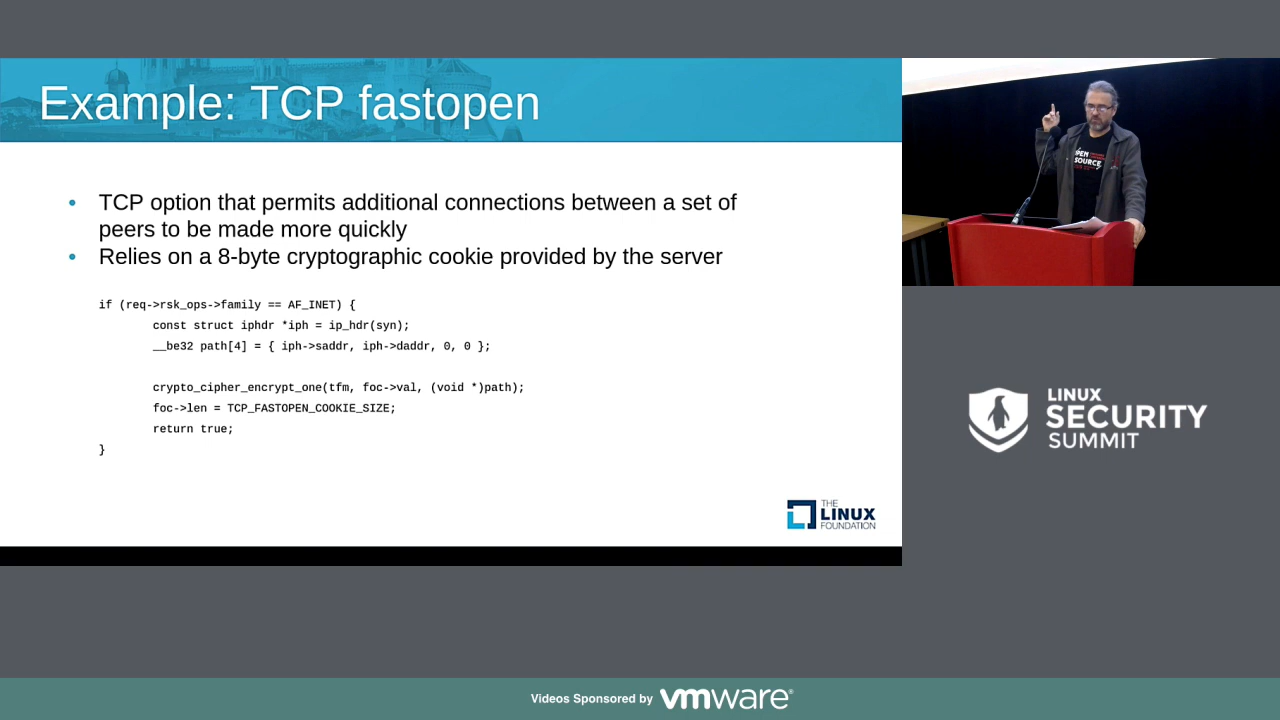 Example: TCP fastopen
• TCP option that permits additional connections between a set of
peers to be made more quickly
• Relies on a 8-byte cryptographic cookie provided by the server
if (req->rsk_ops->family == AF_INET) {
const struct iphdr *iph = ip_hdr(syn);
__be32 path[4] = { iph->saddr, iph->daddr, 0, 0 };
crypto_cipher_encrypt_one(tfm, foc->val, (void *)path);
foc->len = TCP_FASTOPEN_COOKIE_SIZE;
return true;
}
THE
LINUX
FOUNDATION
SOURCE
LINUX
SECURITY
SUMMIT
Videos Sponsored by vmware®